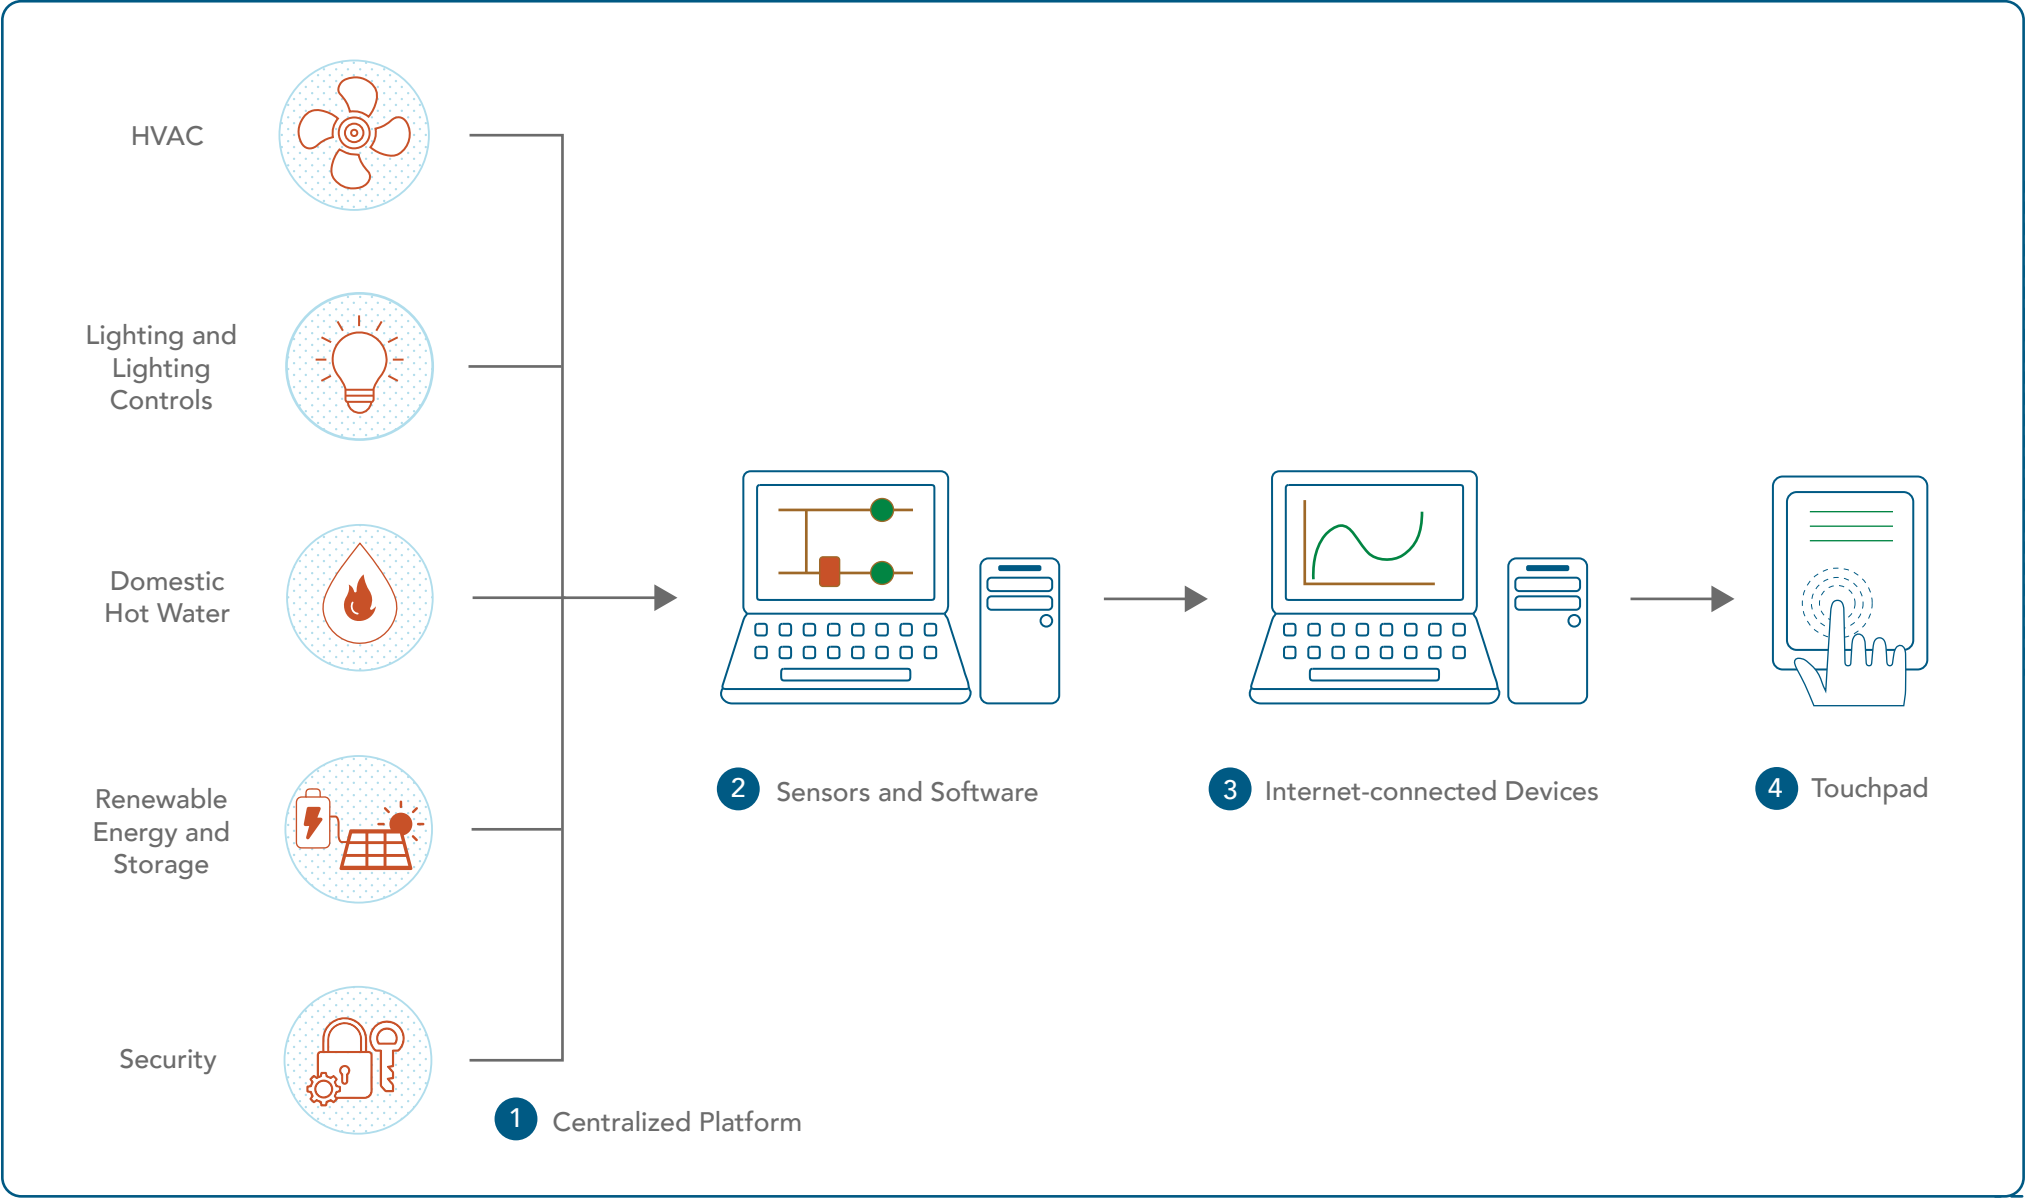 HVAC
Lighting and
Lighting
Controls
Domestic
Hot Water
Renewable
Energy and
Storage
Security
1 Centralized Platform
2 Sensors and Software
3 Internet-connected Devices
4 Touchpad